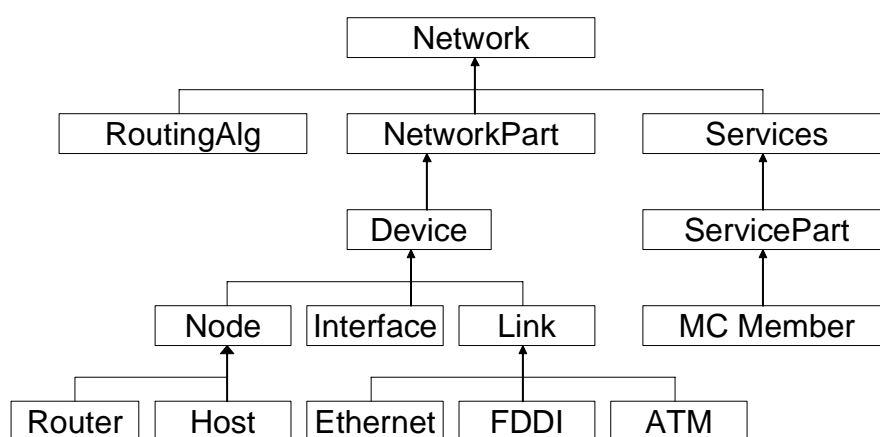 Network
RoutingAlg NetworkPart Services
Device ServicePart
Node Interface Link MC Member
Router Host Ethernet FDDI ATM